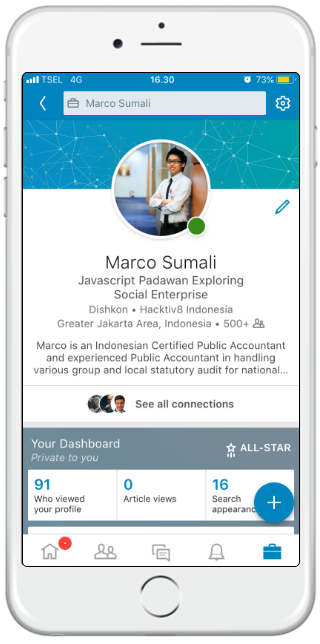 TSEL 4G 16.30 73%
Marco Sumali
Marco Sumali
Javascript Padawan Exploring
Social Enterprise
Dishkon • Hacktiv8 Indonesia
Greater Jakarta Area, Indonesia • 500+
Marco is an Indonesian Certified Public Accountant
and experienced Public Accountant in handling
various group and local statutory audit for national...
See all connections
Your Dashboard
Private to you
ALL-STAR
91
Who viewed
your profile
0
Article views
16
Search
appearanc
+